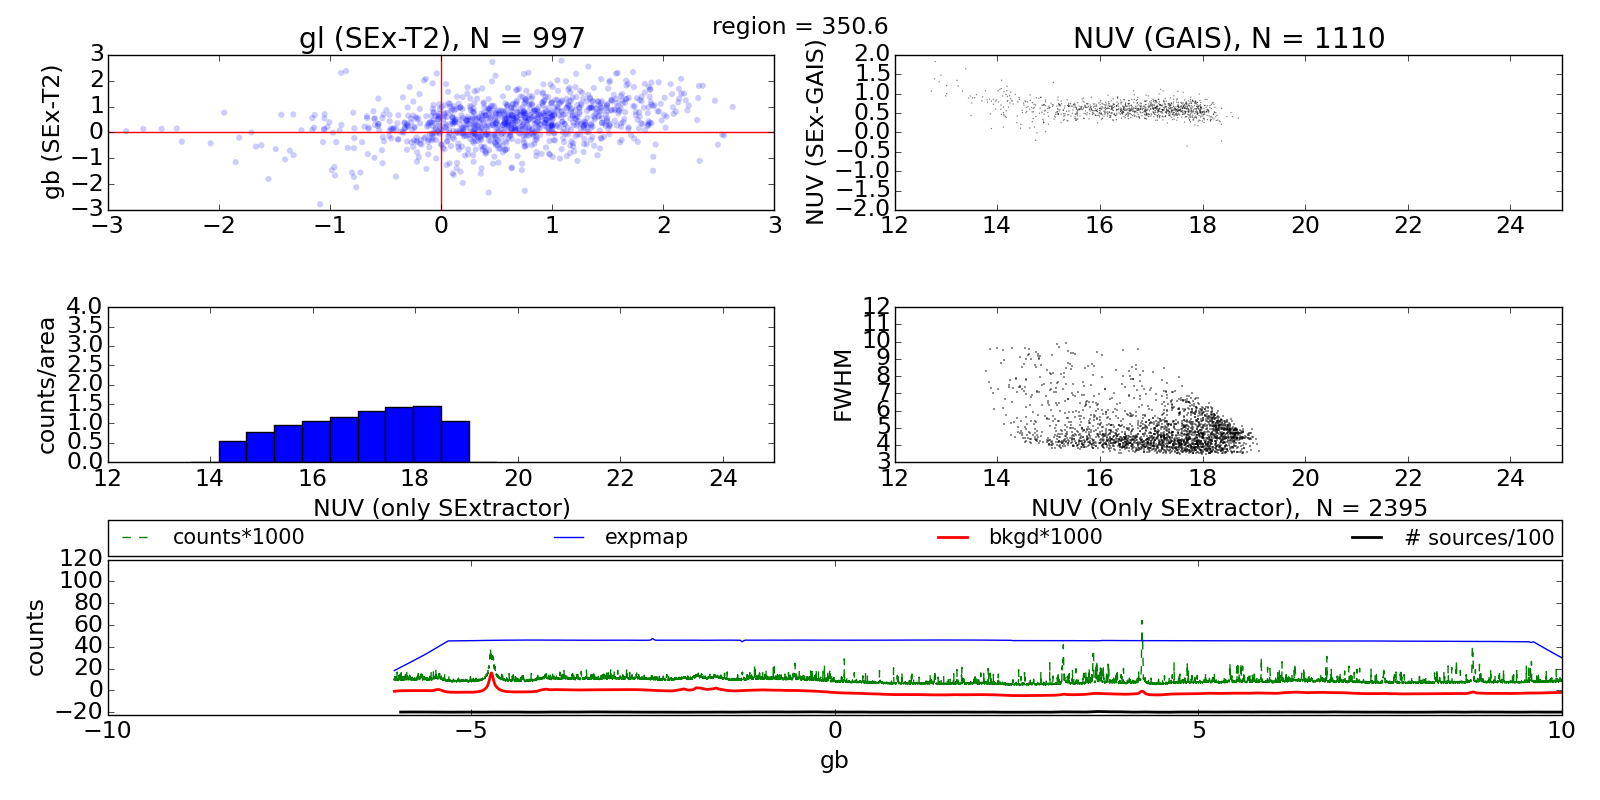 region = 350.6
gl (SEx-T2), N = 997
NUV (GAIS), N = 1110
gb (SEx-T2)
3
2
1
0
−1
−2
−3
−3 −2 −1 0 1 2 3
NUV (SEx-GAIS)
2.0
1.5
1.0
0.5
0.0
−0.5
−1.0
−1.5
−2.0
12 14 16 18 20 22 24
counts/area
4.0
3.5
3.0
2.5
2.0
1.5
1.0
0.5
0.0
12 14 16 18 20 22 24
NUV (only SExtractor)
FWHM
12
11
10
9
8
7
6
5
4
3
12 14 16 18 20 22 24
NUV (Only SExtractor), N = 2395
counts*1000 expmap bkgd*1000 # sources/100
counts
120
100
80
60
40
20
0
−20
−10 −5 0 5 10
gb